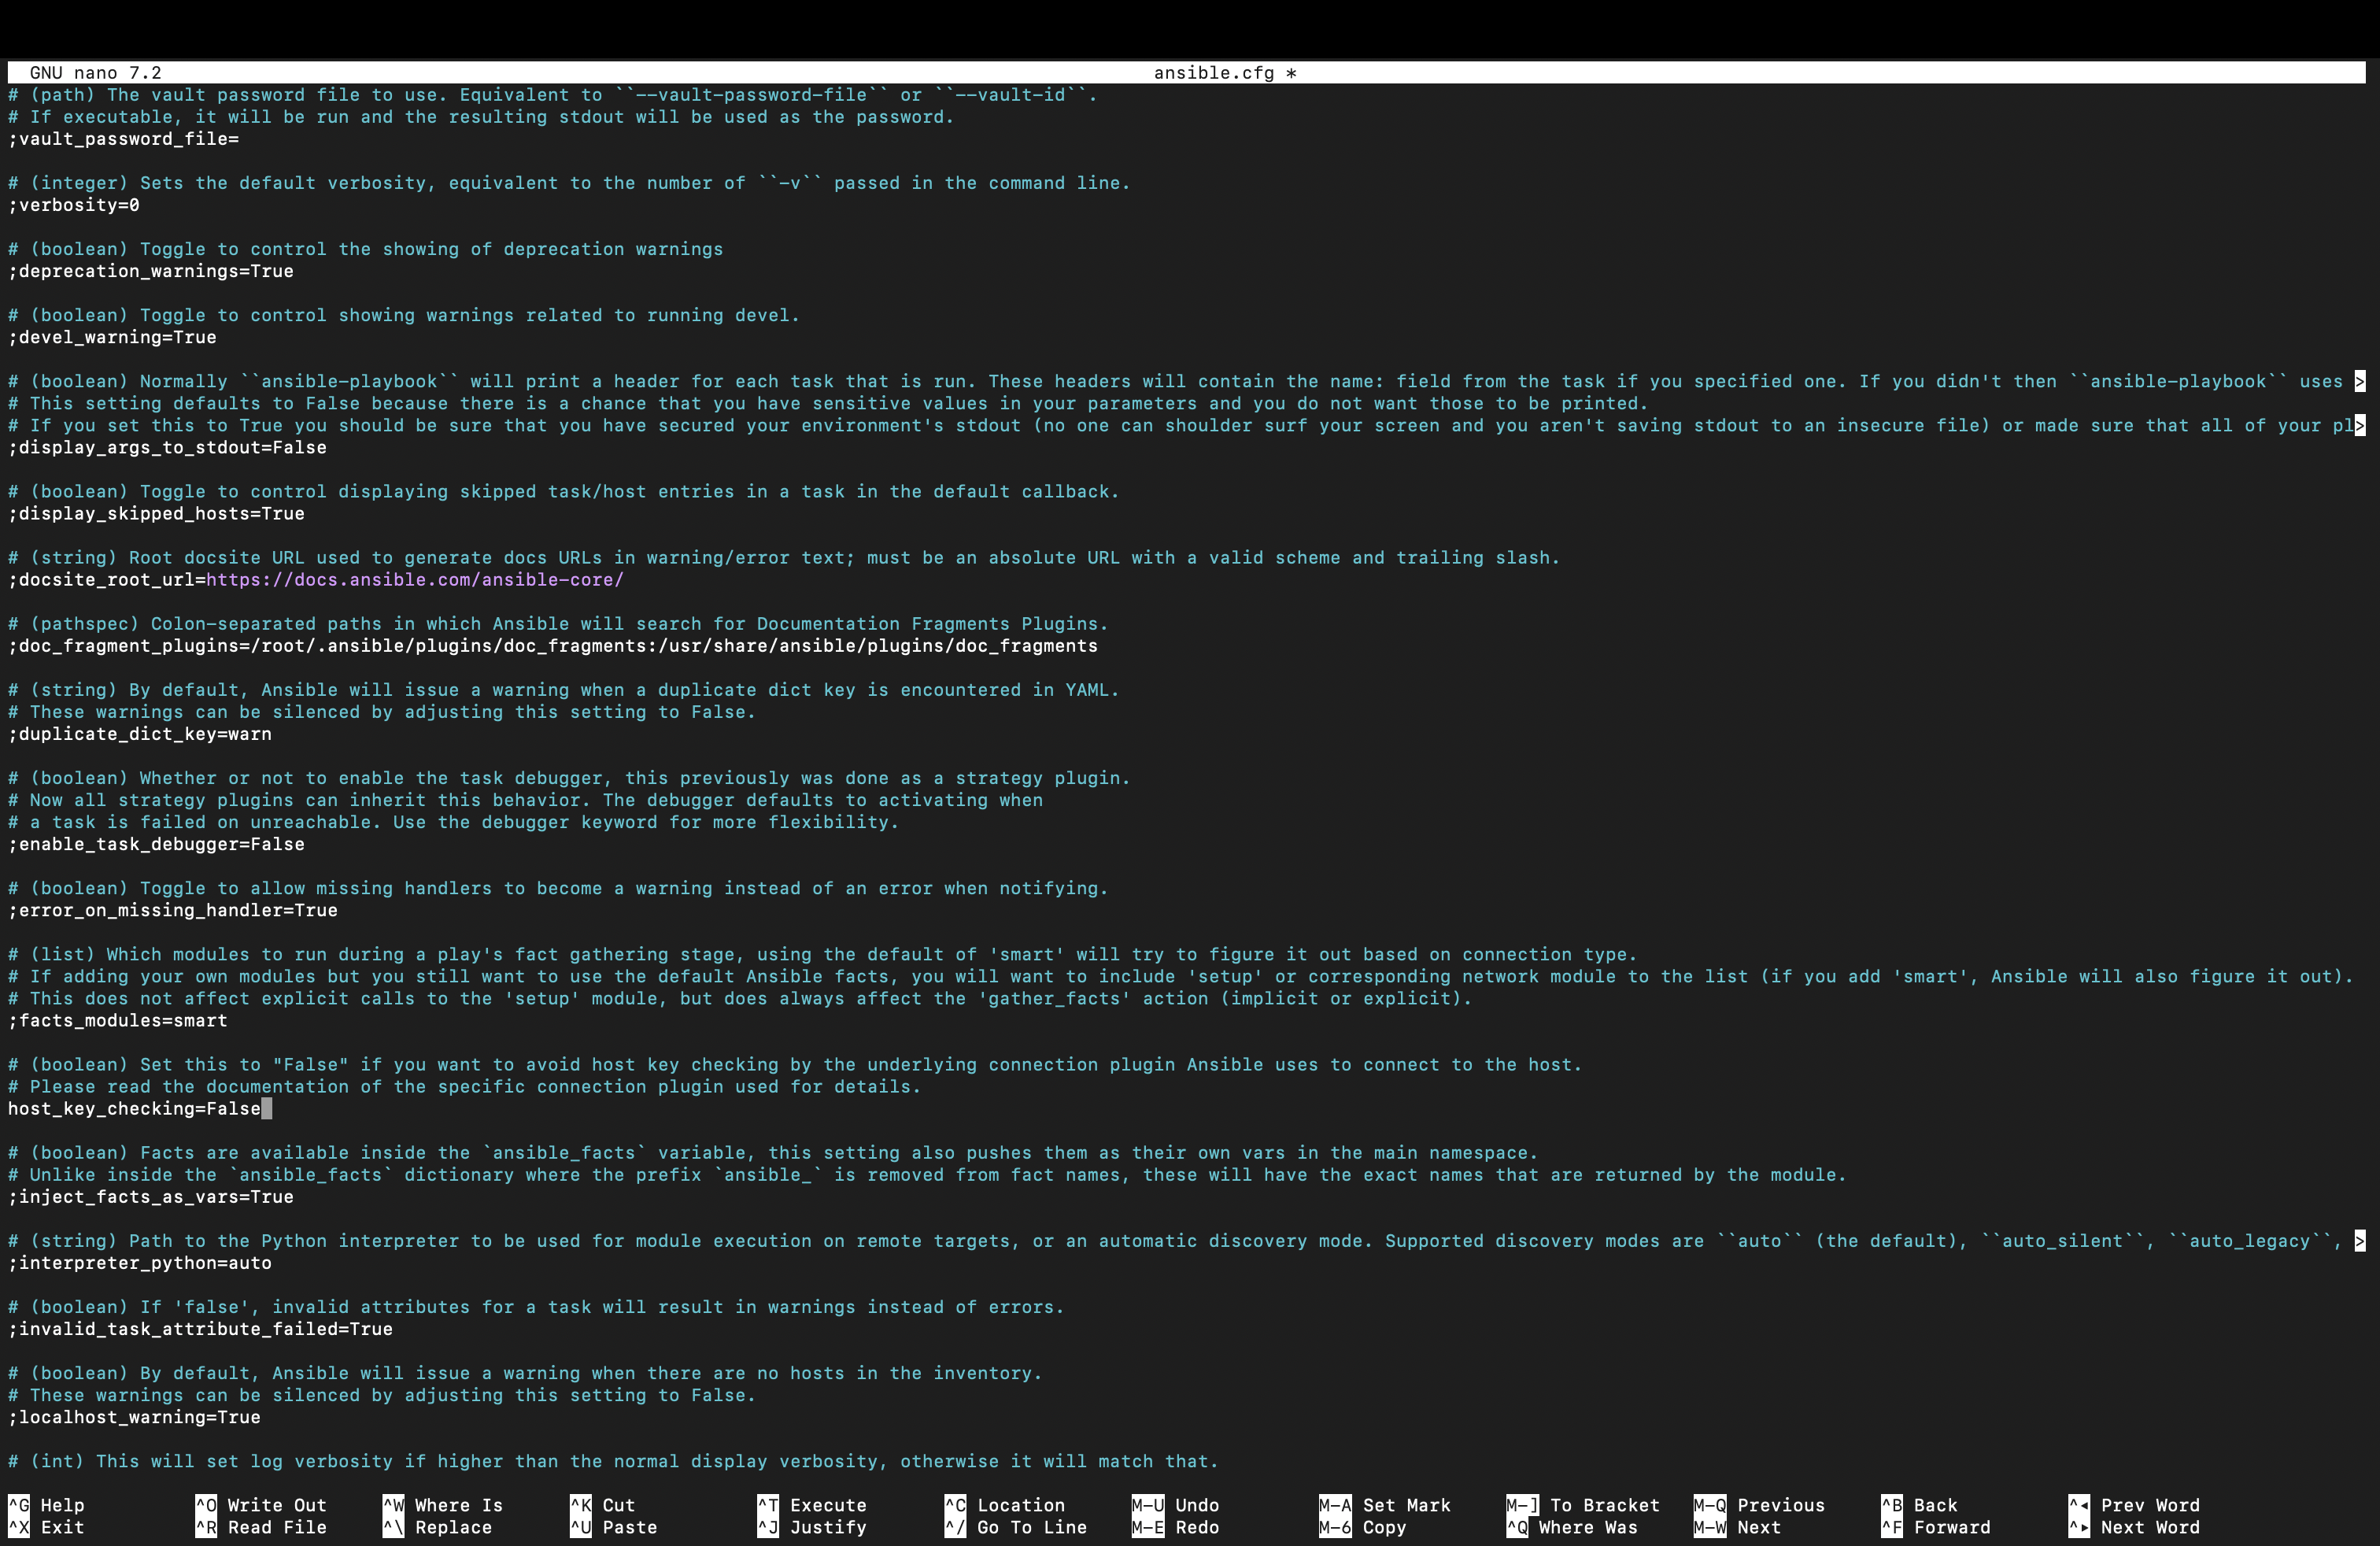 GNU nano 7.2 ansible.cfg *
# (path) The vault password file to use. Equivalent to ``--vault-password-file`` or ``--vault-id``.
# If executable, it will be run and the resulting stdout will be used as the password.
;vault_password_file=
# (integer) Sets the default verbosity, equivalent to the number of ``-v`` passed in the command line.
;verbosity=0
# (boolean) Toggle to control the showing of deprecation warnings
;deprecation_warnings=True
# (boolean) Toggle to control showing warnings related to running devel.
;devel_warning=True
# (boolean) Normally ``ansible-playbook`` will print a header for each task that is run. These headers will contain the name: field from the task if you specified one. If you didn't then ``ansible-playbook`` uses >
# This setting defaults to False because there is a chance that you have sensitive values in your parameters and you do not want those to be printed.
# If you set this to True you should be sure that you have secured your environment's stdout (no one can shoulder surf your screen and you aren't saving stdout to an insecure file) or made sure that all of your pl>
;display_args_to_stdout=False
# (boolean) Toggle to control displaying skipped task/host entries in a task in the default callback.
;display_skipped_hosts=True
# (string) Root docsite URL used to generate docs URLs in warning/error text; must be an absolute URL with a valid scheme and trailing slash.
;docsite_root_url=https://docs.ansible.com/ansible-core/
# (pathspec) Colon-separated paths in which Ansible will search for Documentation Fragments Plugins.
;doc_fragment_plugins=/root/.ansible/plugins/doc_fragments:/usr/share/ansible/plugins/doc_fragments
# (string) By default, Ansible will issue a warning when a duplicate dict key is encountered in YAML.
# These warnings can be silenced by adjusting this setting to False.
;duplicate_dict_key=warn
# (boolean) Whether or not to enable the task debugger, this previously was done as a strategy plugin.
# Now all strategy plugins can inherit this behavior. The debugger defaults to activating when
# a task is failed on unreachable. Use the debugger keyword for more flexibility.
;enable_task_debugger=False
# (boolean) Toggle to allow missing handlers to become a warning instead of an error when notifying.
;error_on_missing_handler=True
# (list) Which modules to run during a play's fact gathering stage, using the default of 'smart' will try to figure it out based on connection type.
# If adding your own modules but you still want to use the default Ansible facts, you will want to include 'setup' or corresponding network module to the list (if you add 'smart', Ansible will also figure it out).
# This does not affect explicit calls to the 'setup' module, but does always affect the 'gather_facts' action (implicit or explicit).
;facts_modules=smart
# (boolean) Set this to "False" if you want to avoid host key checking by the underlying connection plugin Ansible uses to connect to the host.
# Please read the documentation of the specific connection plugin used for details.
host_key_checking=False
# (boolean) Facts are available inside the `ansible_facts` variable, this setting also pushes them as their own vars in the main namespace.
# Unlike inside the `ansible_facts` dictionary where the prefix `ansible_` is removed from fact names, these will have the exact names that are returned by the module.
;inject_facts_as_vars=True
# (string) Path to the Python interpreter to be used for module execution on remote targets, or an automatic discovery mode. Supported discovery modes are ``auto`` (the default), ``auto_silent``, ``auto_legacy``, >
;interpreter_python=auto
# (boolean) If 'false', invalid attributes for a task will result in warnings instead of errors.
;invalid_task_attribute_failed=True
# (boolean) By default, Ansible will issue a warning when there are no hosts in the inventory.
# These warnings can be silenced by adjusting this setting to False.
;localhost_warning=True
# (int) This will set log verbosity if higher than the normal display verbosity, otherwise it will match that.
^G Help ^O Write Out ^W Where Is ^K Cut ^T Execute ^C Location M-U Undo M-A Set Mark M-] To Bracket M-Q Previous ^B Back ^◂ Prev Word
^X Exit ^R Read File ^\ Replace ^U Paste ^J Justify ^/ Go To Line M-E Redo M-6 Copy ^Q Where Was M-W Next ^F Forward ^▸ Next Word